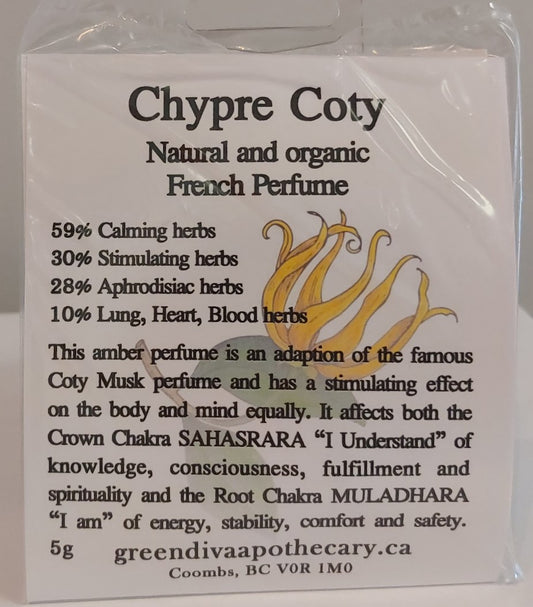 Chypre Coty
Natural and organic
French Perfume
59% Calming herbs
30% Stimulating herbs
28% Aphrodisiac herbs
10% Lung, Heart, Blood herbs
This amber perfume is an adaption of the famous
Coty Musk perfume and has a stimulating effect
on the body and mind equally. It affects both the
Crown Chakra SAHASRARA “I Understand” of
knowledge, consciousness, fulfillment and
spirituality and the Root Chakra MULADHARA
“I am” of energy, stability, comfort and safety.
5g greendivaapothecary.ca
Coombs, BC V0R 1M0